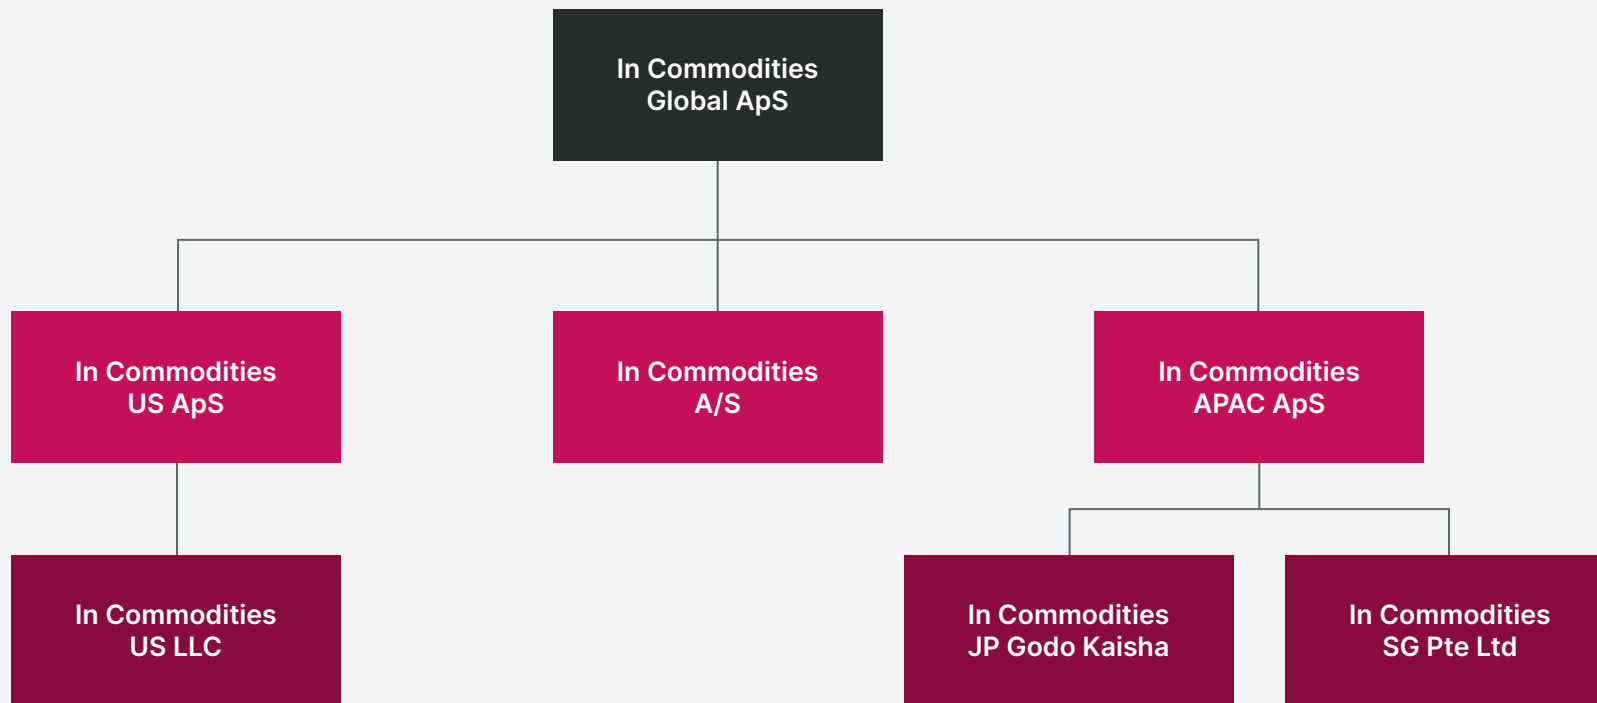 In Commodities
Global ApS
In Commodities
US ApS
In Commodities
A/S
In Commodities
APAC ApS
In Commodities
US LLC
In Commodities
JP Godo Kaisha
In Commodities
SG Pte Ltd